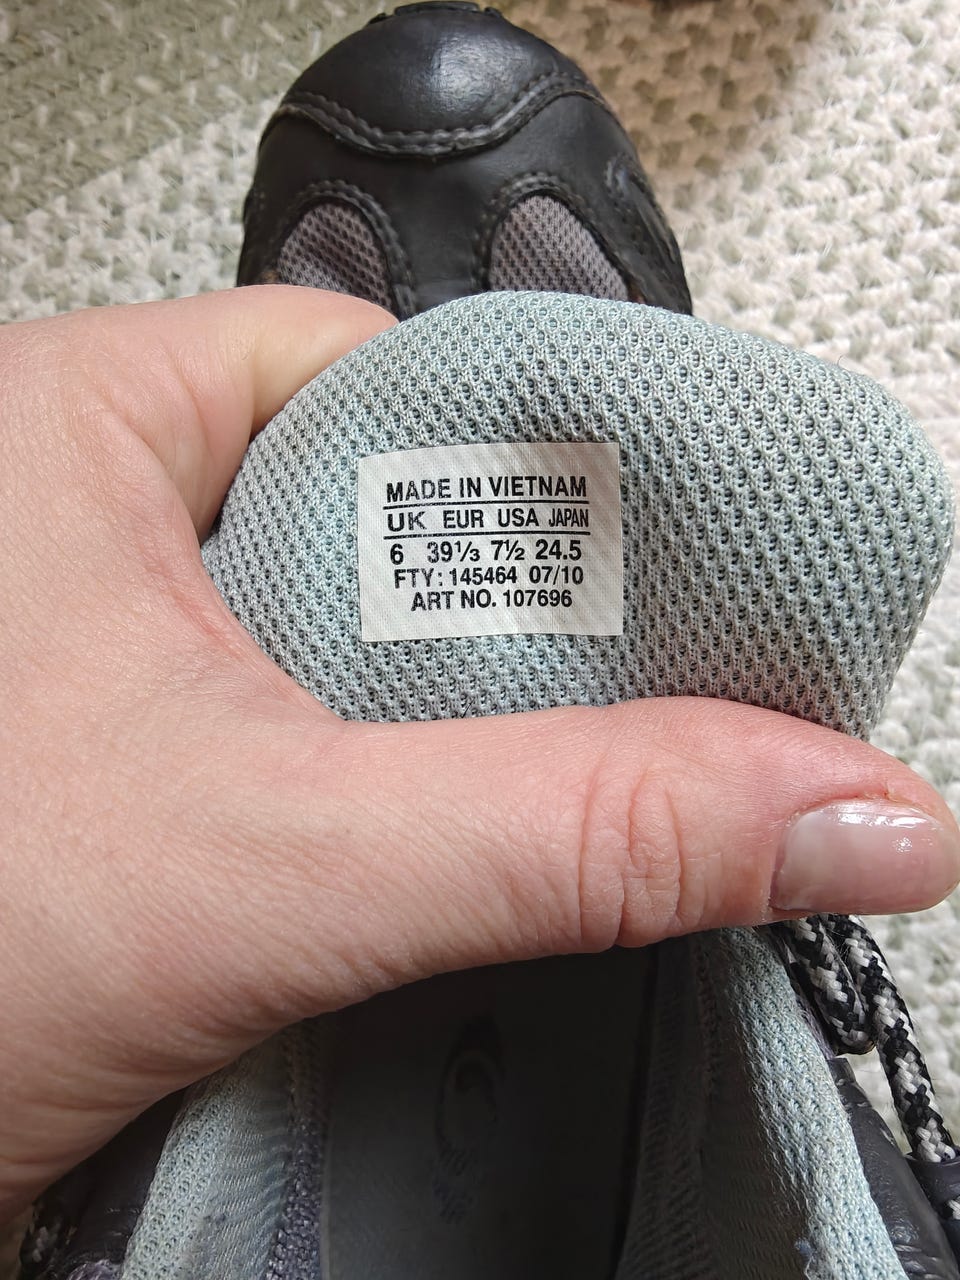 MADE IN VIETNAM
UK EUR USA JAPAN
6 39⅓ 7½ 24.5
FTY: 145464 07/10
ART NO. 107696